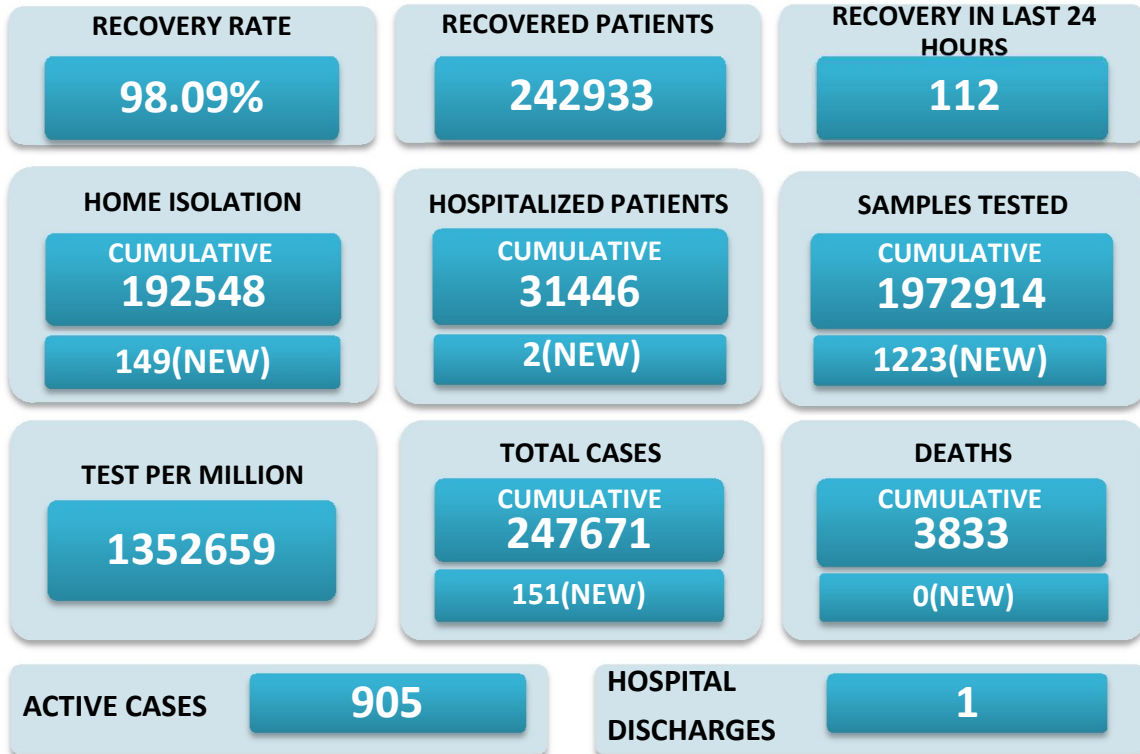 RECOVERY RATE
98.09%
RECOVERED PATIENTS
242933
RECOVERY IN LAST 24
HOURS
112
HOME ISOLATION
CUMULATIVE
192548
149(NEW)
HOSPITALIZED PATIENTS
CUMULATIVE
31446
2(NEW)
SAMPLES TESTED
CUMULATIVE
1972914
1223(NEW)
TEST PER MILLION
1352659
TOTAL CASES
CUMULATIVE
247671
151(NEW)
DEATHS
CUMULATIVE
3833
0(NEW)
ACTIVE CASES
905
HOSPITAL
DISCHARGES
1